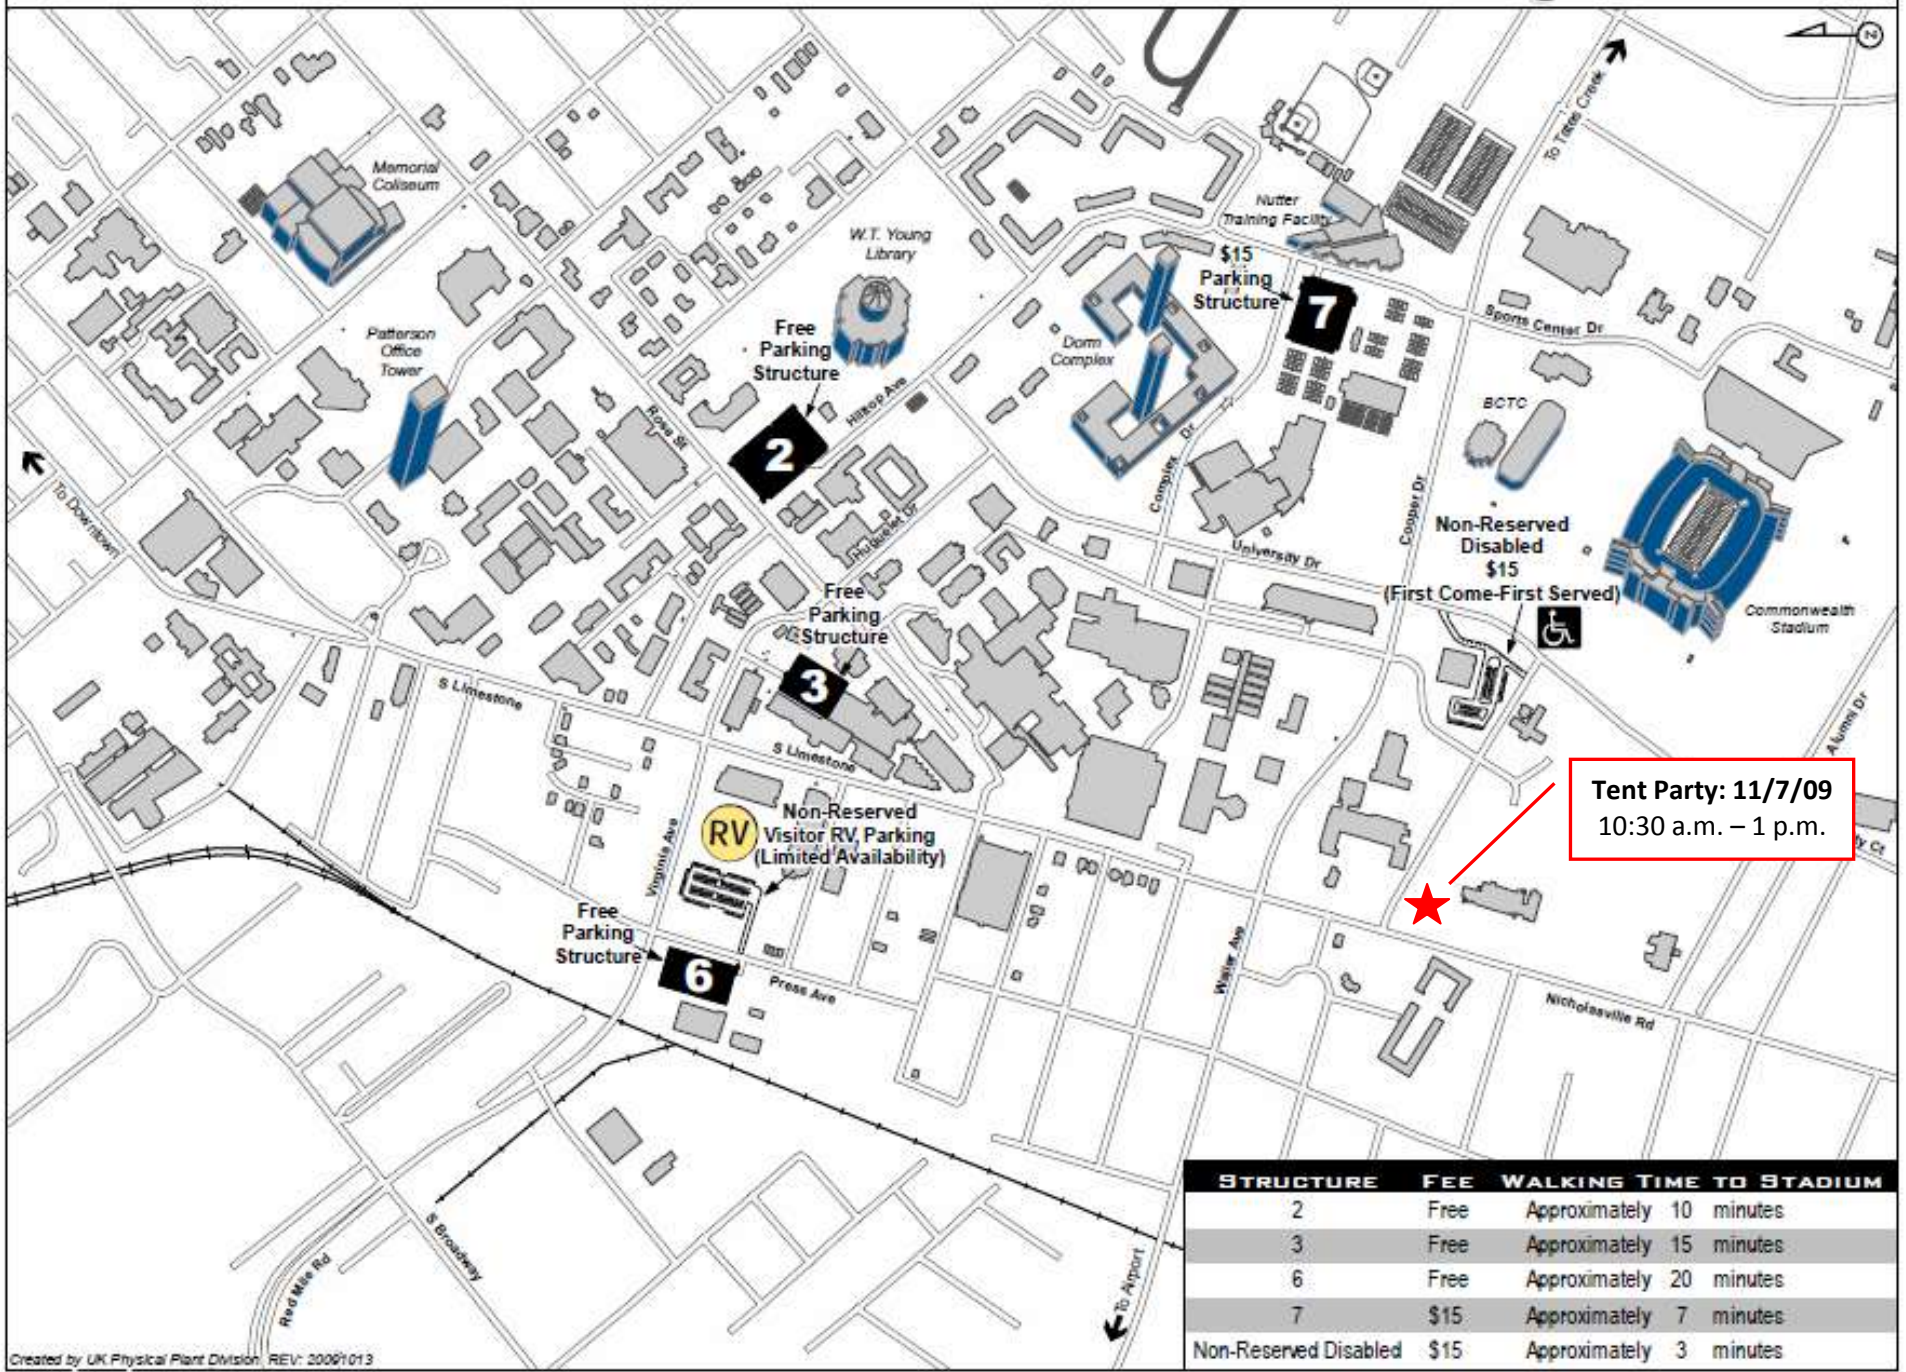 N
To Tates Creek
Memorial
Coliseum
Nutter
Training Facility
W.T. Young
Library
$15
Parking
Structure
7
Sports Center Dr
Patterson
Office
Tower
Free
Parking
Structure
Dorm
Complex
Hilltop Ave
Rose St
2
BCTC
To Downtown
Complex Dr
Cooper Dr
Huguelet Dr
University Dr
Non-Reserved
Disabled
$15
(First Come-First Served)
Commonwealth
Stadium
Free
Parking
Structure
3
S Limestone
S Limestone
Alumni Dr
Tent Party: 11/7/09
10:30 a.m. – 1 p.m.
ty Ct
RV
Non-Reserved
Visitor RV Parking
(Limited Availability)
Virginia Ave
Free
Parking
Structure
6
Press Ave
Waller Ave
Nicholasville Rd
S Broadway
Red Mile Rd
To Airport
STRUCTURE FEE WALKING TIME TO STADIUM
2 Free Approximately 10 minutes
3 Free Approximately 15 minutes
6 Free Approximately 20 minutes
7 $15 Approximately 7 minutes
Non-Reserved Disabled $15 Approximately 3 minutes
Created by UK Physical Plant Division REV: 20091013